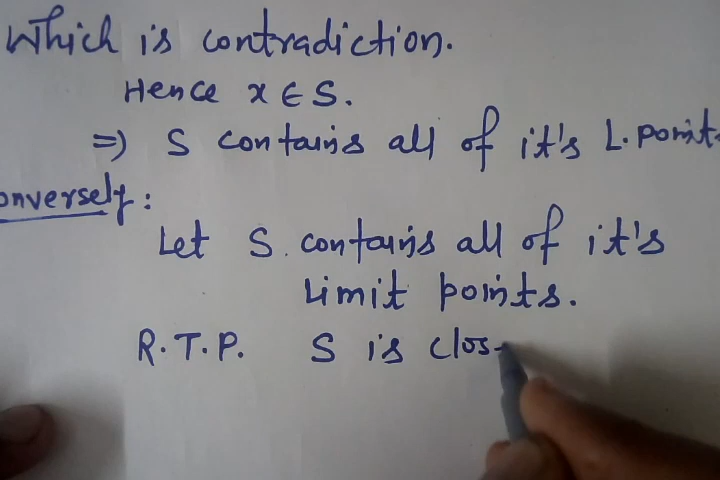 Which is contradiction.
Hence x ∈ S.
=) S contains all of it's L. point
onversely:
Let S. contains all of it's
Limit points.
R.T.P. S is clos